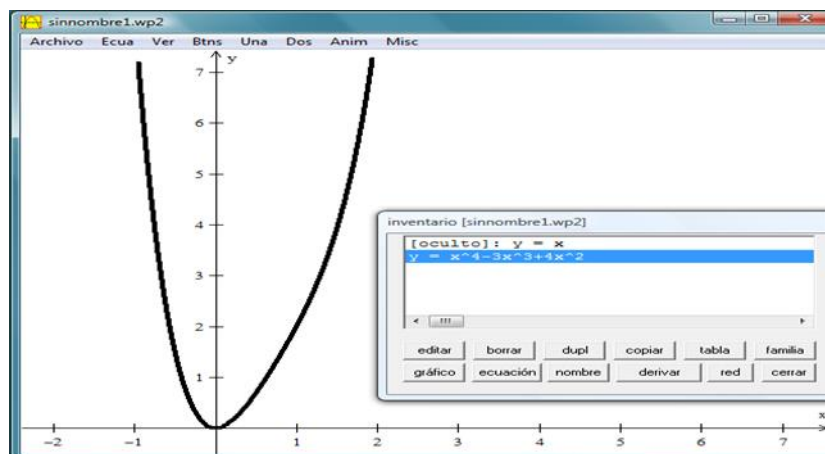 sinnombre1.wp2
Archivo Ecua Ver Btns Una Dos Anim Misc
y
7
6
5
4
3
2
1
inventario [sinnombre1.wp2]
[oculto]: y = x
y = x^4-3x^3+4x^2
editar borrar dupl copiar tabla familia
gráfico ecuación nombre derivar red cerrar
x
-2 -1 1 2 3 4 5 6 7